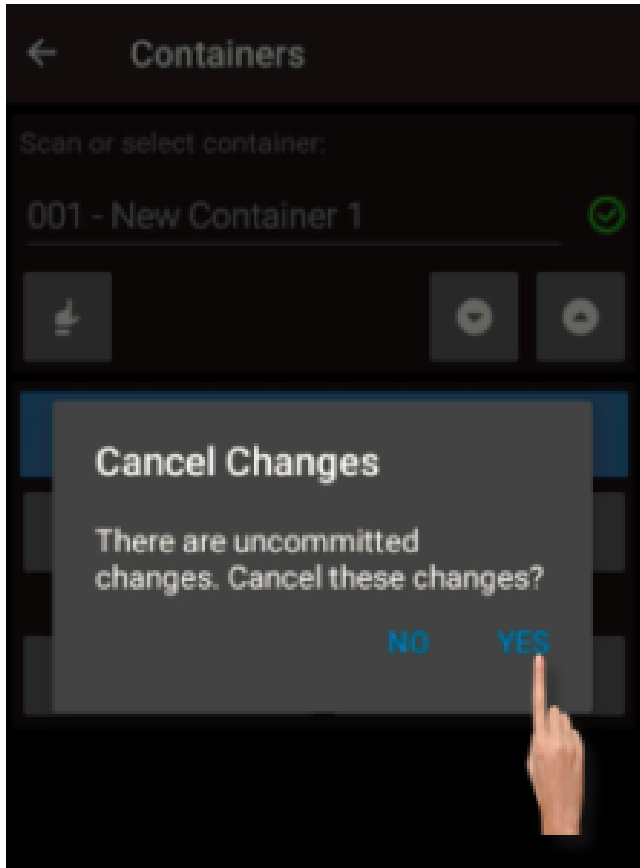 Containers
Scan or select container:
001 - New Container 1
Cancel Changes
There are uncommitted
changes. Cancel these changes?
NO YES